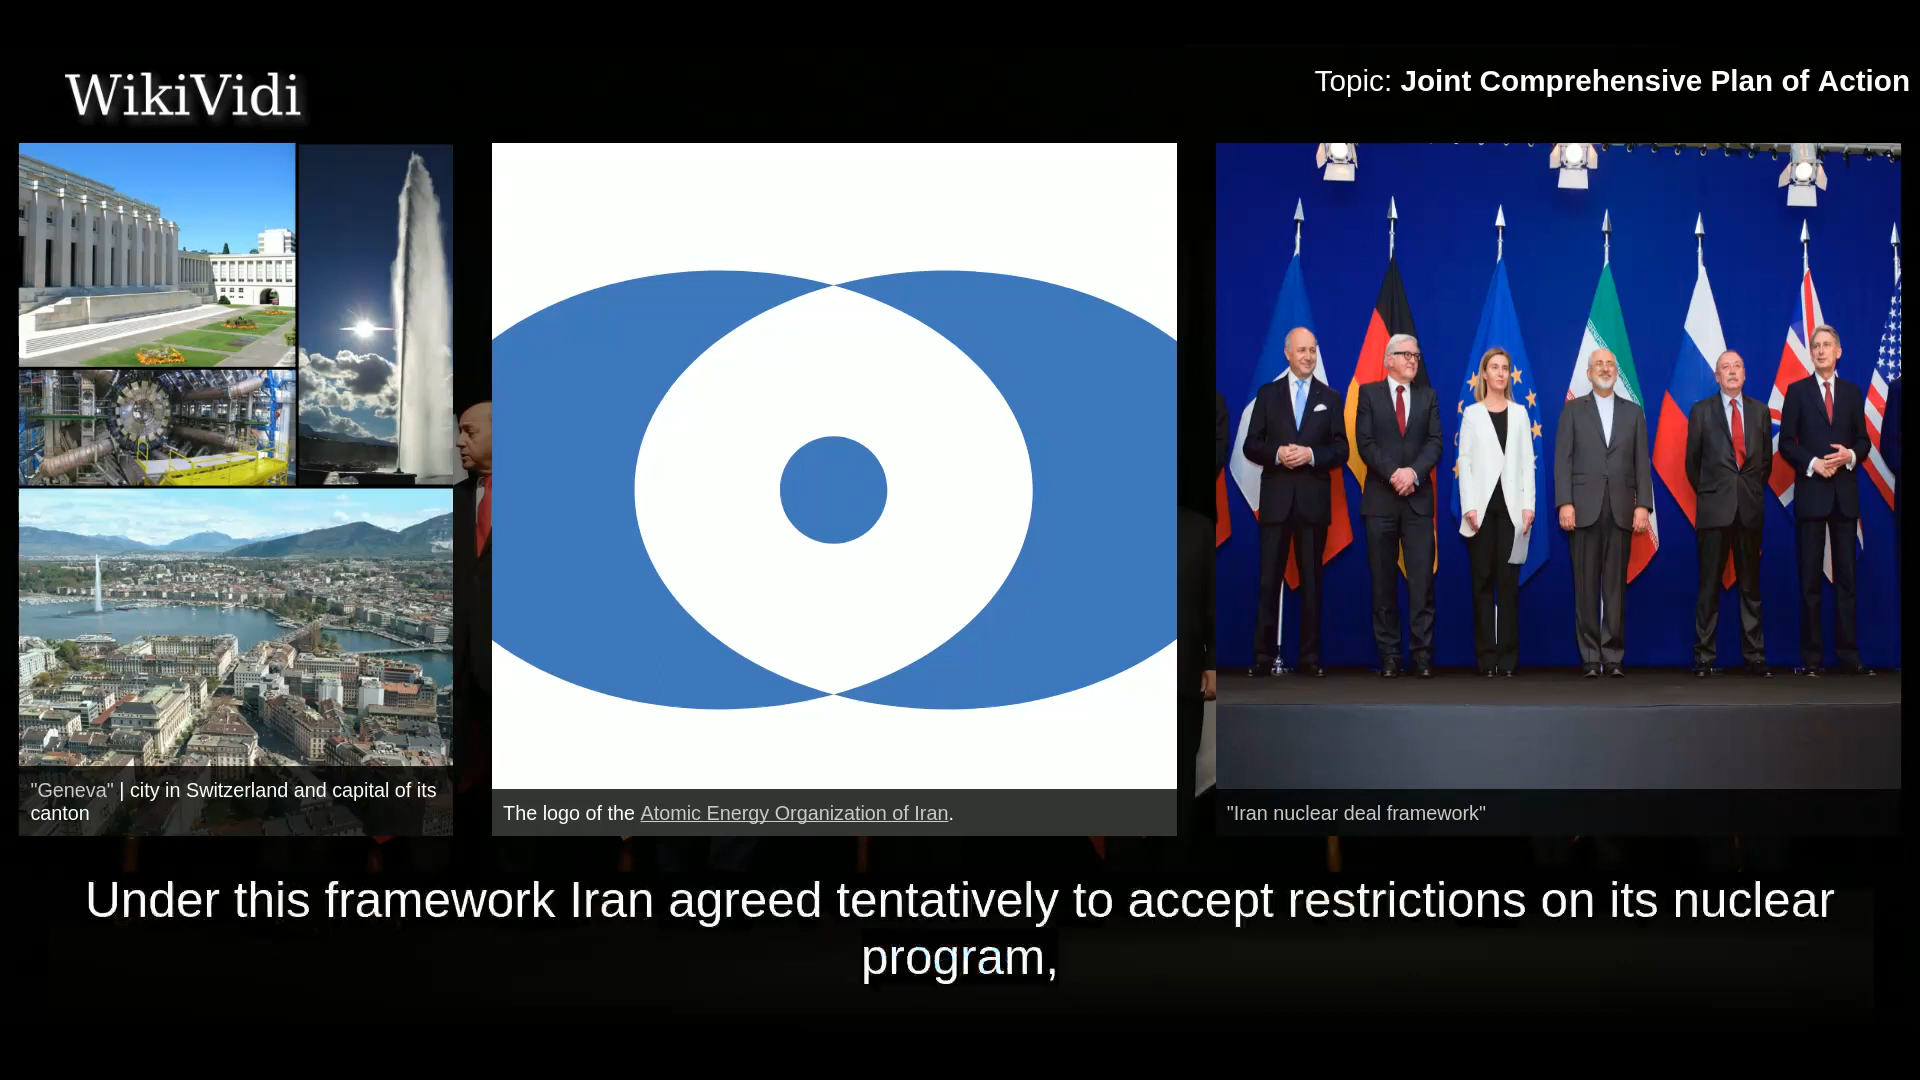 WikiVidi
Topic: Joint Comprehensive Plan of Action
"Geneva" | city in Switzerland and capital of its
canton
The logo of the Atomic Energy Organization of Iran.
"Iran nuclear deal framework"
Under this framework Iran agreed tentatively to accept restrictions on its nuclear
program,